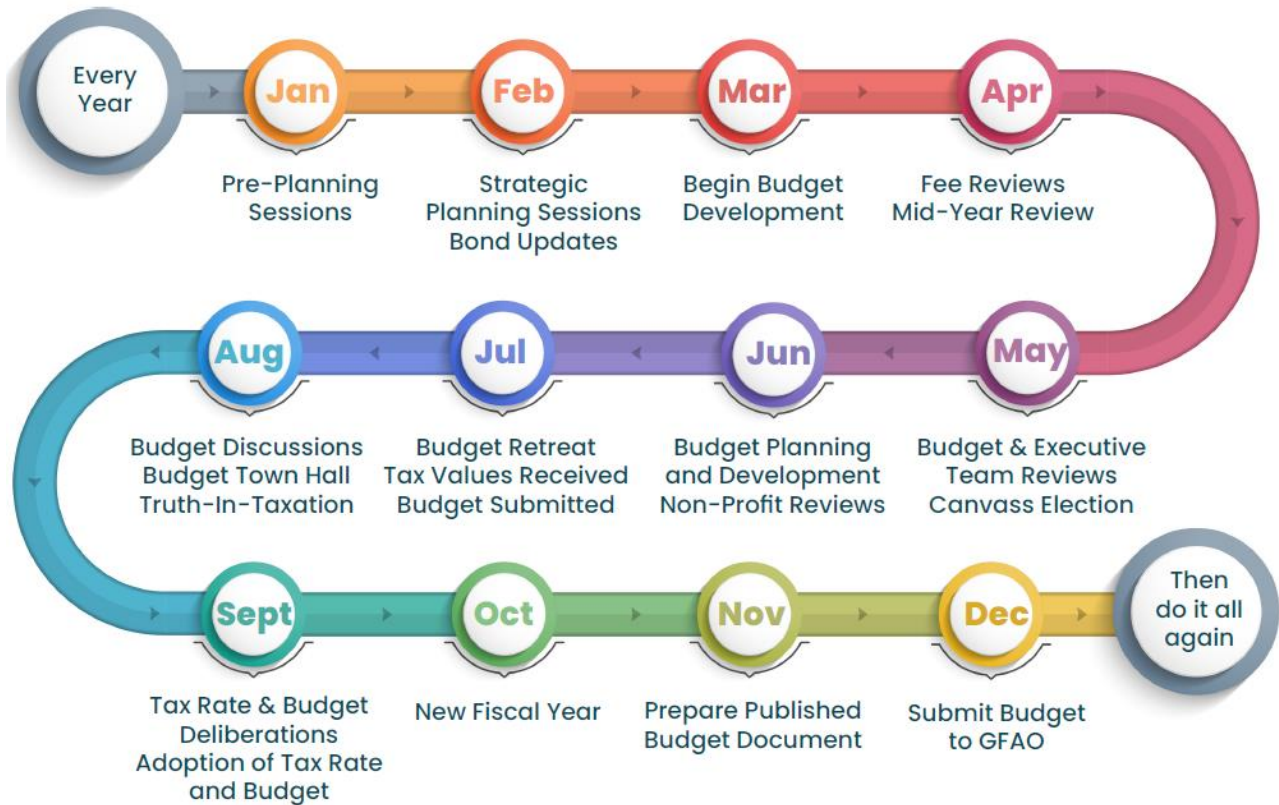 Every
Year
Jan
Feb
Mar
Apr
Pre-Planning
Sessions
Strategic
Planning Sessions
Bond Updates
Begin Budget
Development
Fee Reviews
Mid-Year Review
May
Budget & Executive
Team Reviews
Canvass Election
Jun
Budget Planning
and Development
Non-Profit Reviews
Jul
Budget Retreat
Tax Values Received
Budget Submitted
Aug
Budget Discussions
Budget Town Hall
Truth-In-Taxation
Sept
Tax Rate & Budget
Deliberations
Adoption of Tax Rate
and Budget
Oct
New Fiscal Year
Nov
Prepare Published
Budget Document
Dec
Submit Budget
to GFAO
Then
do it all
again